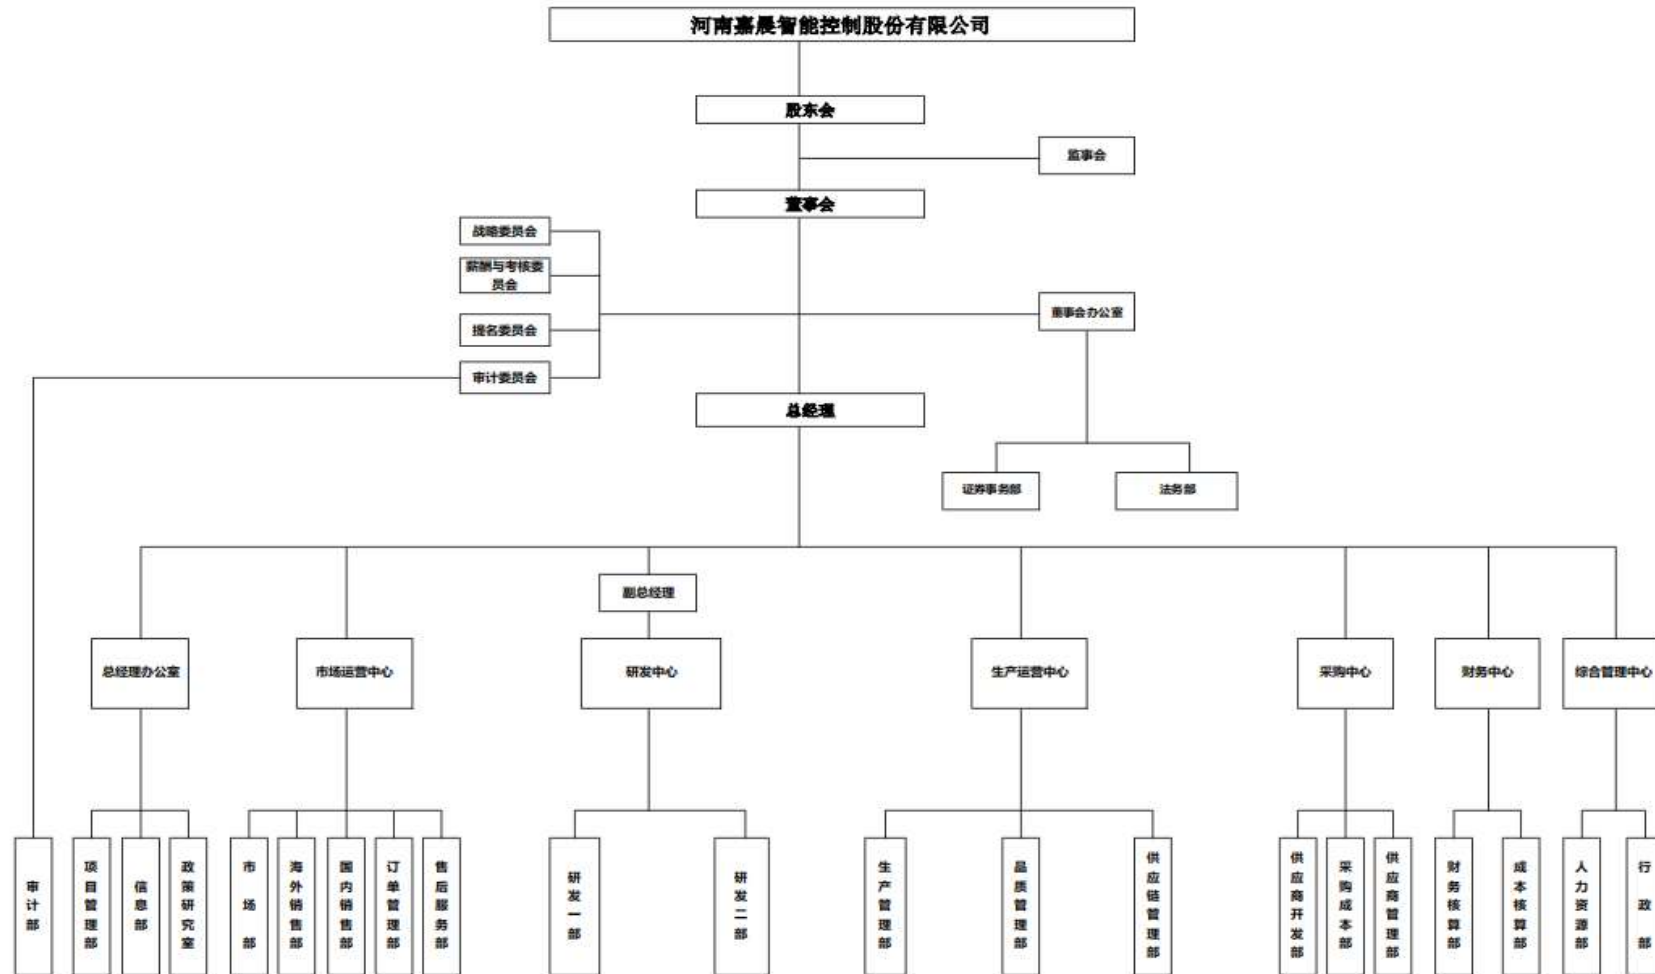 河南嘉晨智能控制股份有限公司
股东会
监事会
董事会
战略委员会
薪酬与考核委
员会
提名委员会
审计委员会
董事会办公室
总经理
证券事务部
法务部
副总经理
总经理办公室
市场运营中心
研发中心
生产运营中心
采购中心
财务中心
综合管理中心
审计部
项目管理部
信息部
政策研究室
市场部
海外销售部
国内销售部
订单管理部
售后服务部
研发一部
研发二部
生产管理部
品质管理部
供应链管理部
供应商开发部
采购成本部
供应商管理部
财务核算部
成本核算部
人力资源部
行政部